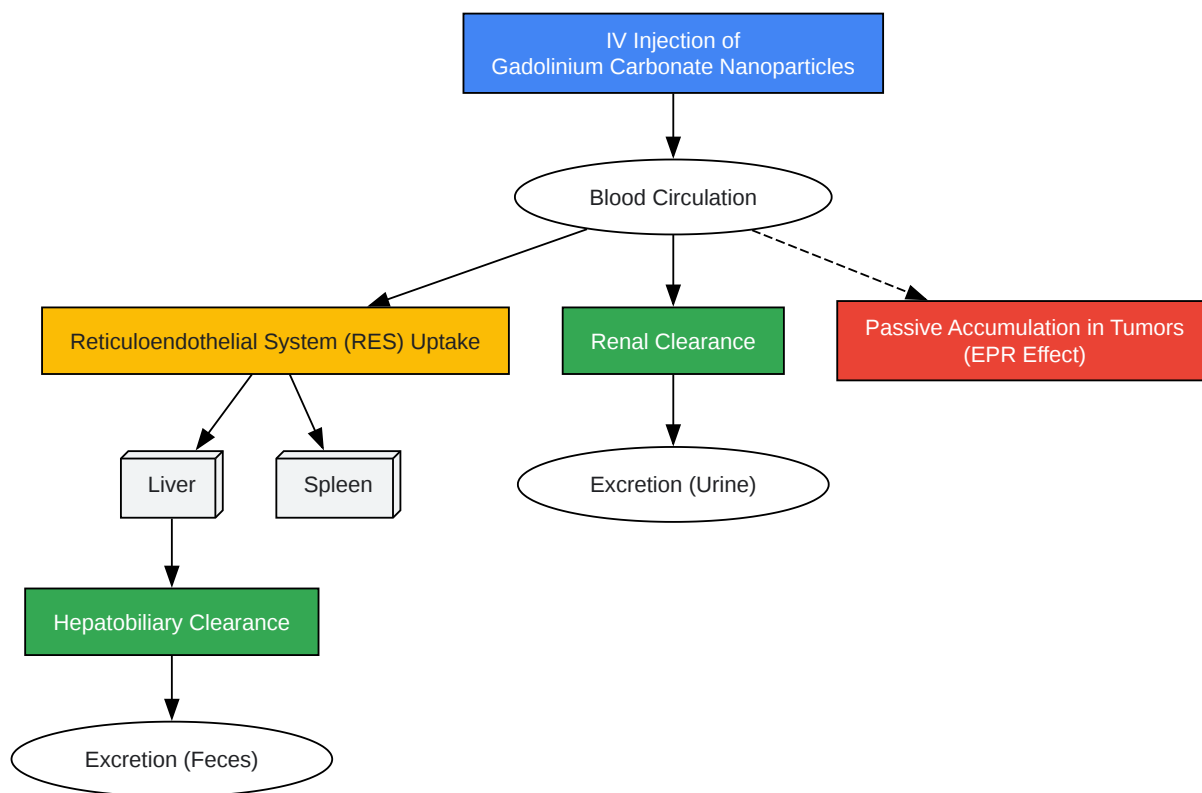 IV Injection of
Gadolinium Carbonate Nanoparticles
Blood Circulation
Reticuloendothelial System (RES) Uptake
Renal Clearance
Passive Accumulation in Tumors
(EPR Effect)
Liver
Spleen
Excretion (Urine)
Hepatobiliary Clearance
Excretion (Feces)